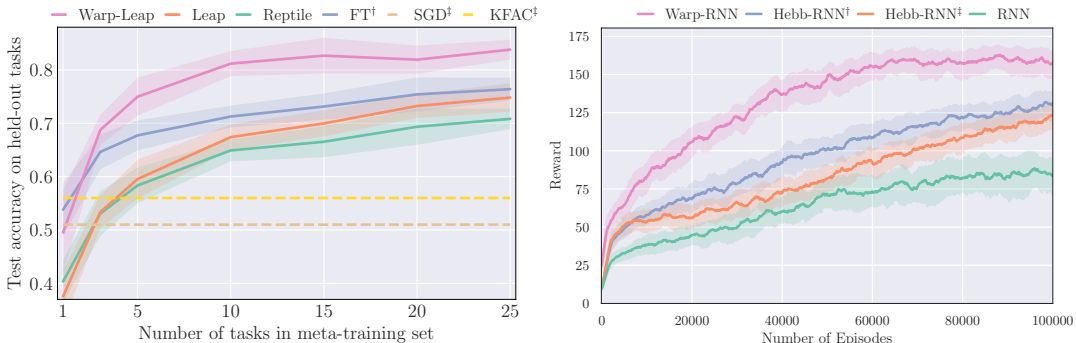 Warp-Leap Leap Reptile FT† SGD‡ KFAC‡
Test accuracy on held-out tasks
0.8
0.7
0.6
0.5
0.4
1 5 10 15 20 25
Number of tasks in meta-training set
Warp-RNN Hebb-RNN† Hebb-RNN‡ RNN
Reward
175
150
125
100
75
50
25
0
0 20000 40000 60000 80000 100000
Number of Episodes